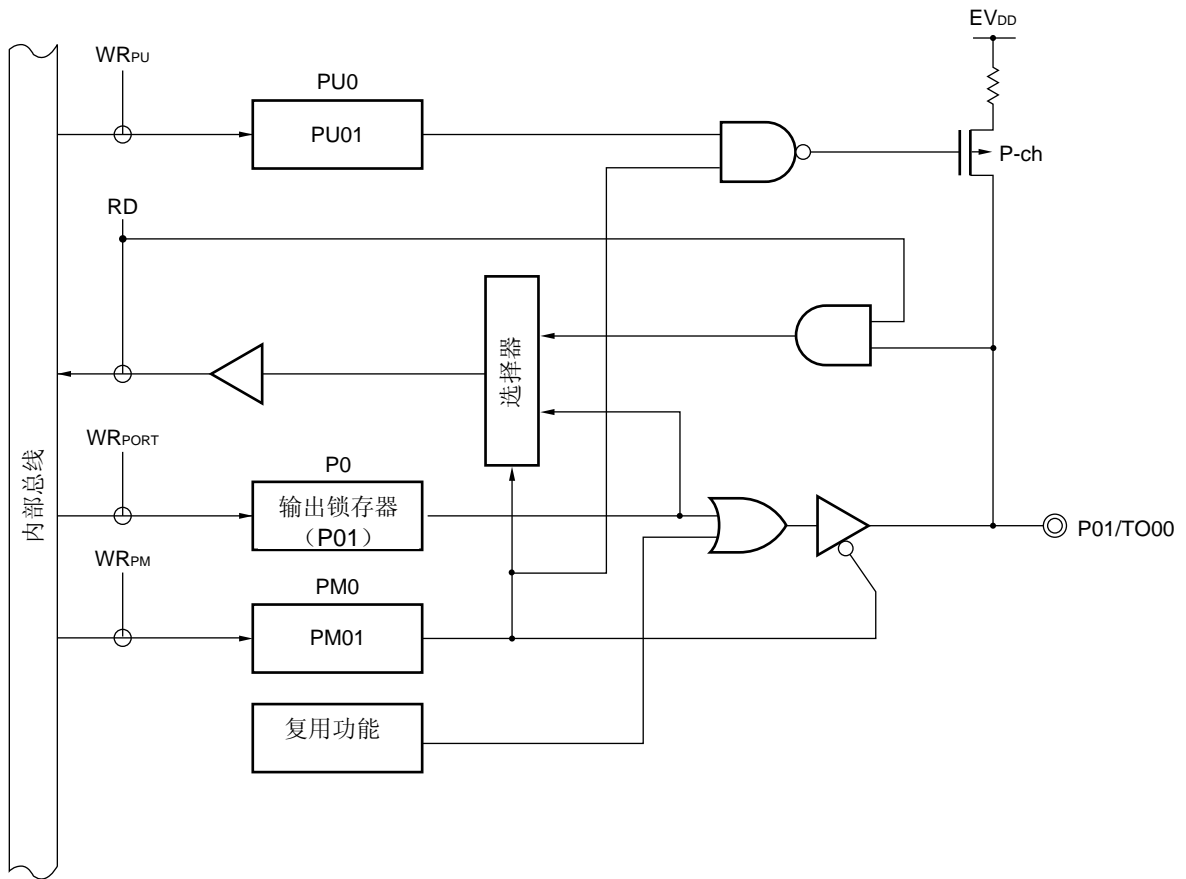 EVDD
WRPU
PU0
PU01
P-ch
RD
选择器
WRPORT
P0
输出锁存器
（P01）
内部总线
P01/TO00
WRPM
PM0
PM01
复用功能